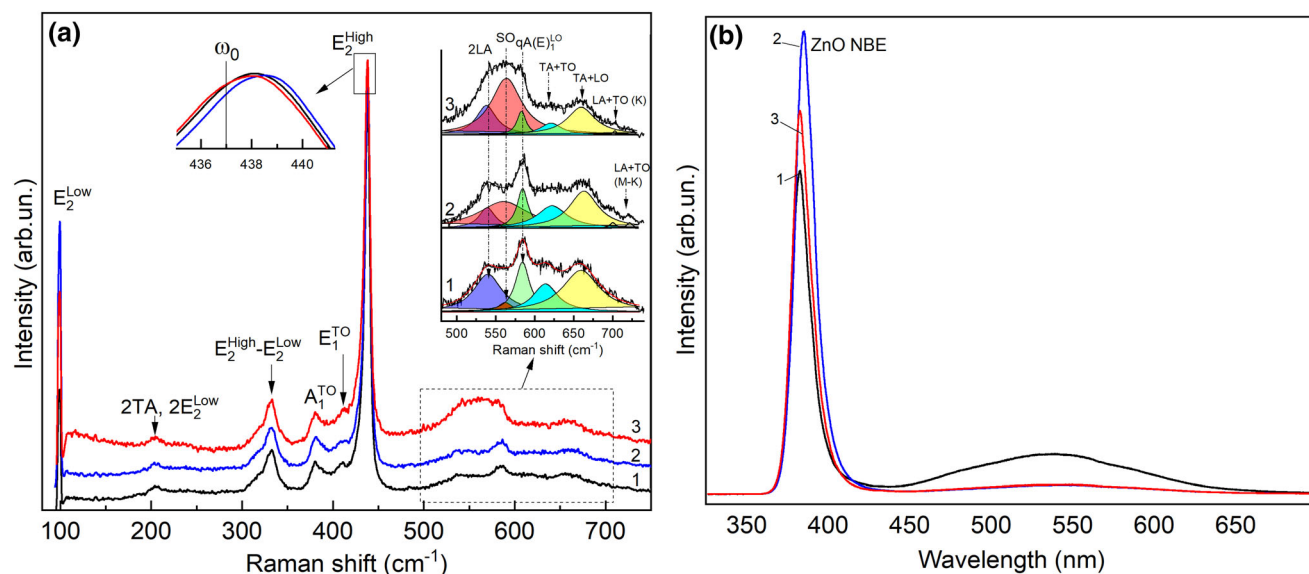 (a)
ω0
E2High
436 438 440
2LA
SO
qA(E)1LO
TA+TO
TA+LO
LA+TO (K)
3
LA+TO
(M-K)
2
1
500 550 600 650 700
Raman shift (cm-1)
E2Low
E2High-E2Low
E1TO
A1TO
2TA, 2E2Low
3
2
1
Intensity (arb.un.)
100 200 300 400 500 600 700
Raman shift (cm-1)
(b)
2
ZnO NBE
3
1
Intensity (arb.un.)
350 400 450 500 550 600 650
Wavelength (nm)